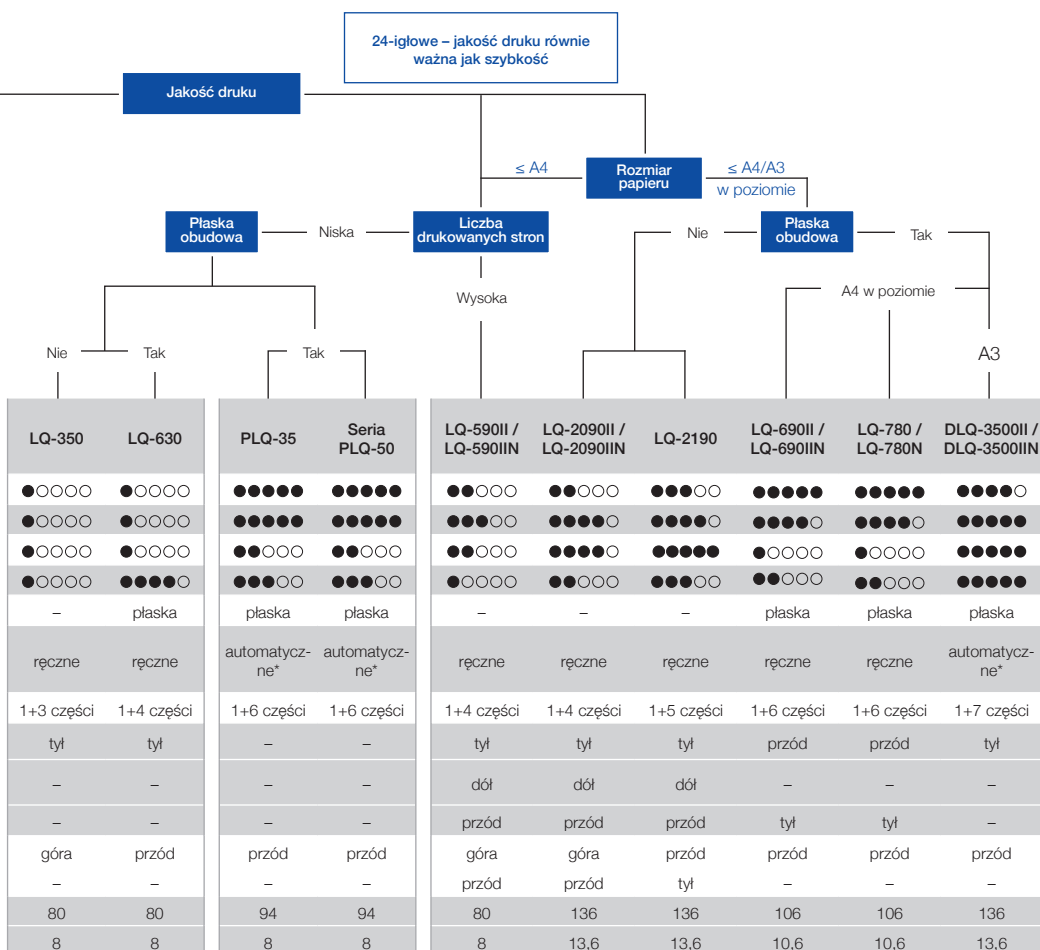 24-igłowe – jakość druku równie
ważna jak szybkość
Jakość druku
≤ A4
Rozmiar
papieru
≤ A4/A3
w poziomie
Płaska
obudowa
Niska
Liczba
drukowanych stron
Nie
Płaska
obudowa
Tak
Wysoka
A4 w poziomie
Nie
Tak
Tak
A3
LQ-350
LQ-630
PLQ-35
Seria
PLQ-50
LQ-590II /
LQ-590IIN
LQ-2090II /
LQ-2090IIN
LQ-2190
LQ-690II /
LQ-690IIN
LQ-780 /
LQ-780N
DLQ-3500II /
DLQ-3500IIN
– płaska płaska płaska – – – płaska płaska płaska
ręczne ręczne automatycz-
ne* automatycz-
ne* ręczne ręczne ręczne ręczne ręczne automatycz-
ne*
1+3 części 1+4 części 1+6 części 1+6 części 1+4 części 1+4 części 1+5 części 1+6 części 1+6 części 1+7 części
tył tył – – tył tył tył przód przód tył
– – – – dół dół dół – – –
– – – – przód przód przód tył tył –
góra przód przód przód góra góra przód przód przód przód
– – – – przód przód tył – – –
80 80 94 94 80 136 136 106 106 136
8 8 8 8 8 13,6 13,6 10,6 10,6 13,6